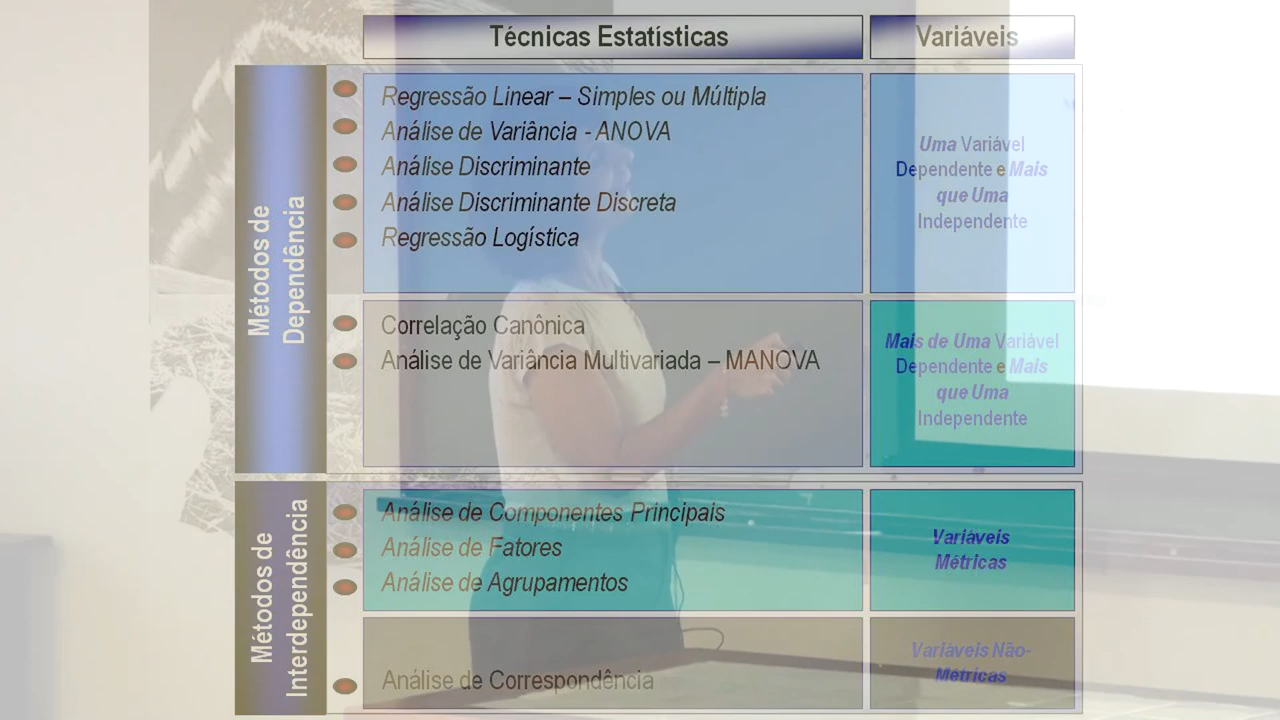 Técnicas Estatísticas
Variáveis
Métodos de
Dependência
Regressão Linear – Simples ou Múltipla
Análise de Variância - ANOVA
Análise Discriminante
Análise Discriminante Discreta
Regressão Logística
Uma Variável
Dependente e Mais
que Uma
Independente
Correlação Canônica
Análise de Variância Multivariada – MANOVA
Mais de Uma Variável
Dependente e Mais
que Uma
Independente
Métodos de
Interdependência
Análise de Componentes Principais
Análise de Fatores
Análise de Agrupamentos
Variáveis
Métricas
Análise de Correspondência
Variáveis Não-
Métricas